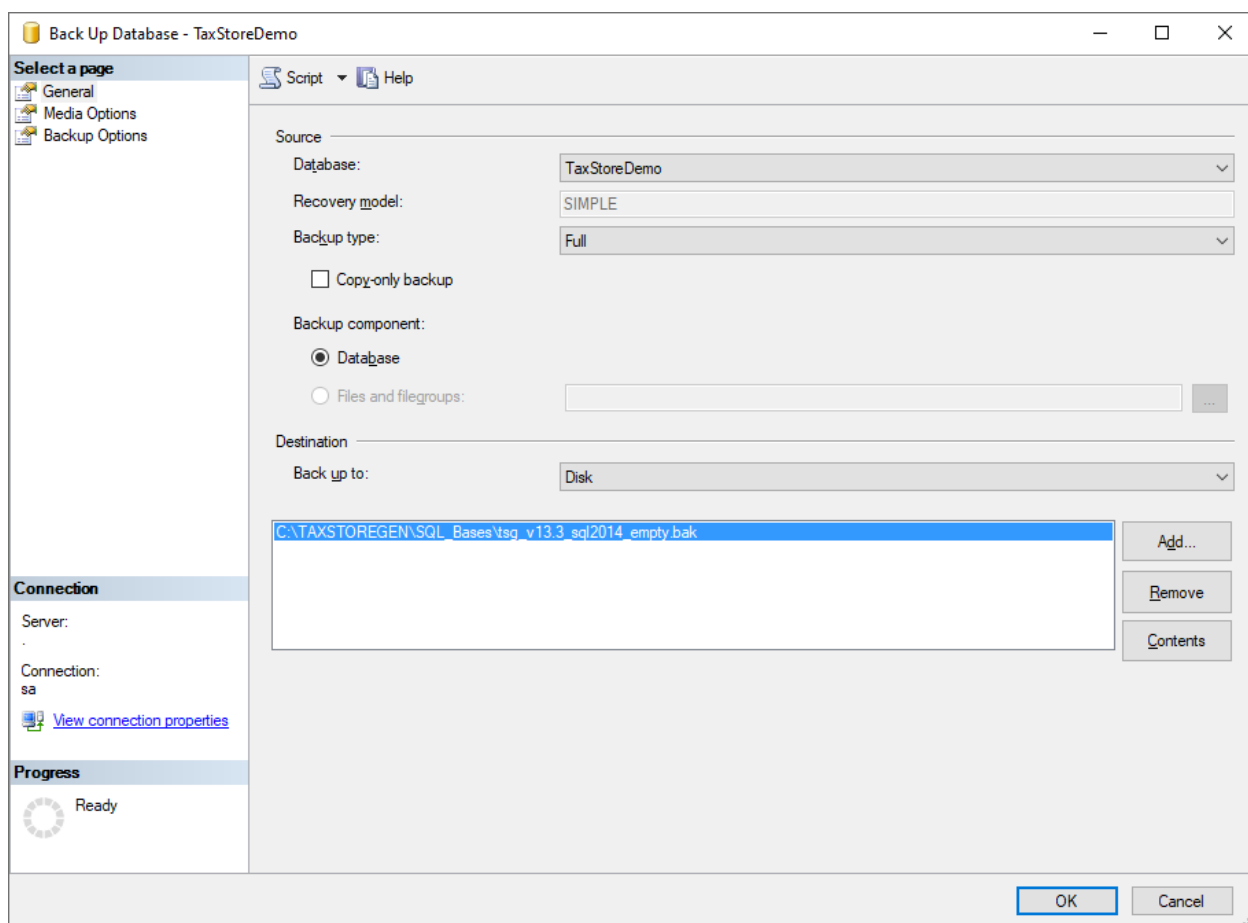 Back Up Database - TaxStoreDemo
Select a page
General
Media Options
Backup Options
Script
Help
Source
Database:
TaxStoreDemo
Recovery model:
SIMPLE
Backup type:
Full
Copy-only backup
Backup component:
Database
Files and filegroups:
...
Destination
Back up to:
Disk
C:\TAXSTOREGEN\SQL_Bases\tsg_v13.3_sql2014_empty.bak
Add...
Remove
Contents
Connection
Server:
.
Connection:
sa
View connection properties
Progress
Ready
OK
Cancel